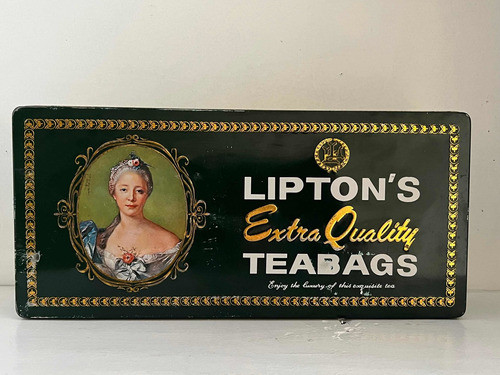 LIPTON'S
Extra Quality
TEABAGS
Enjoy the luxury of this exquisite tea